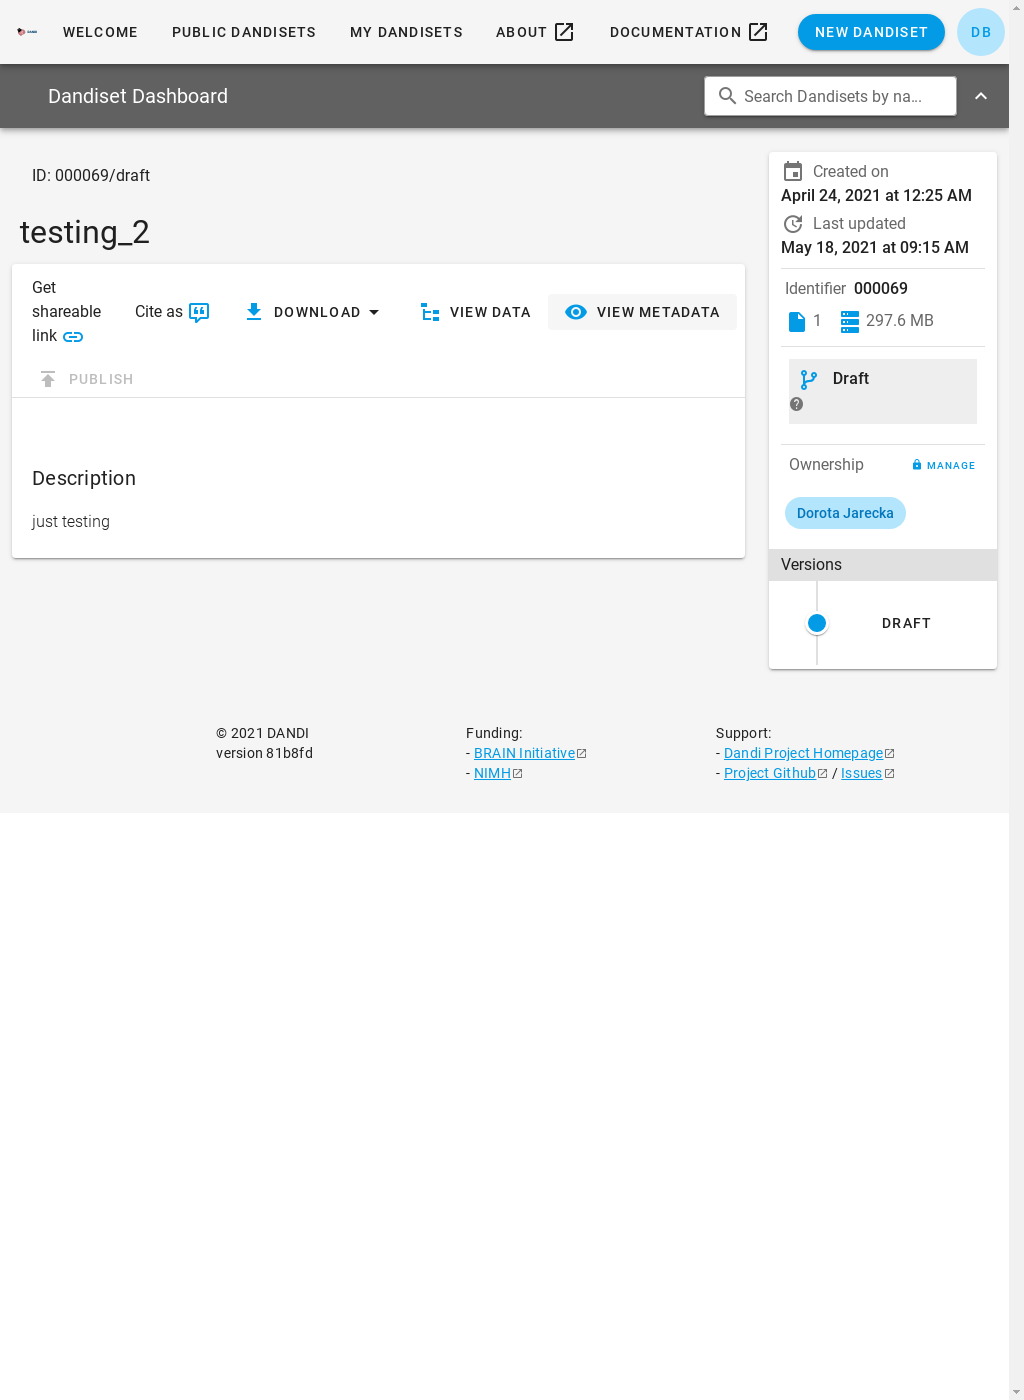 WELCOME
PUBLIC DANDISETS
MY DANDISETS
ABOUT
DOCUMENTATION
NEW DANDISET
DB
Dandiset Dashboard
Search Dandisets by na...
ID: 000069/draft
testing_2
Get
shareable
link
Cite as
DOWNLOAD
VIEW DATA
VIEW METADATA
PUBLISH
Description
just testing
Created on
April 24, 2021 at 12:25 AM
Last updated
May 18, 2021 at 09:15 AM
Identifier 000069
1
297.6 MB
Draft
Ownership
MANAGE
Dorota Jarecka
Versions
DRAFT
© 2021 DANDI
version 81b8fd
Funding:
- BRAIN Initiative
- NIMH
Support:
- Dandi Project Homepage
- Project Github / Issues